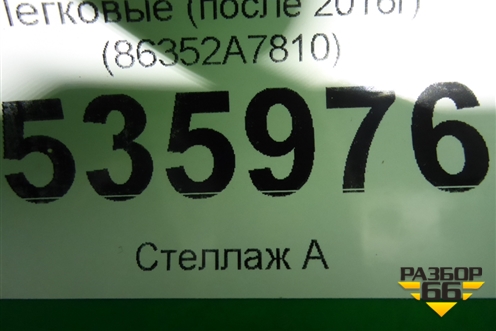 Легковые (после 2016г)
(86352A7810)
535976
Стеллаж А
РАЗБОР
66